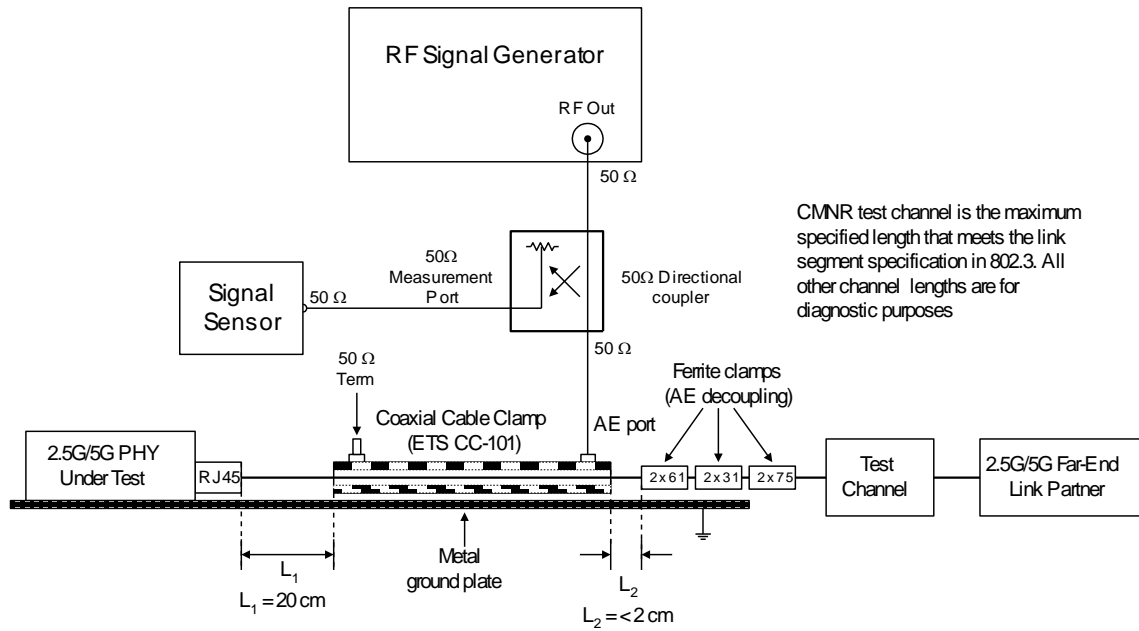 RF Signal Generator
RF Out
50 Ω
CMNR test channel is the maximum
specified length that meets the link
segment specification in 802.3. All
other channel lengths are for
diagnostic purposes
50Ω
Measurement
Port
50Ω Directional
coupler
Signal
Sensor
50 Ω
50 Ω
50 Ω
Term
Coaxial Cable Clamp
(ETS CC-101)
AE port
Ferrite clamps
(AE decoupling)
2.5G/5G PHY
Under Test
RJ45
2x61
2x31
2x75
Test
Channel
2.5G/5G Far-End
Link Partner
L1
L1 = 20 cm
Metal
ground plate
L2
L2 = <2 cm